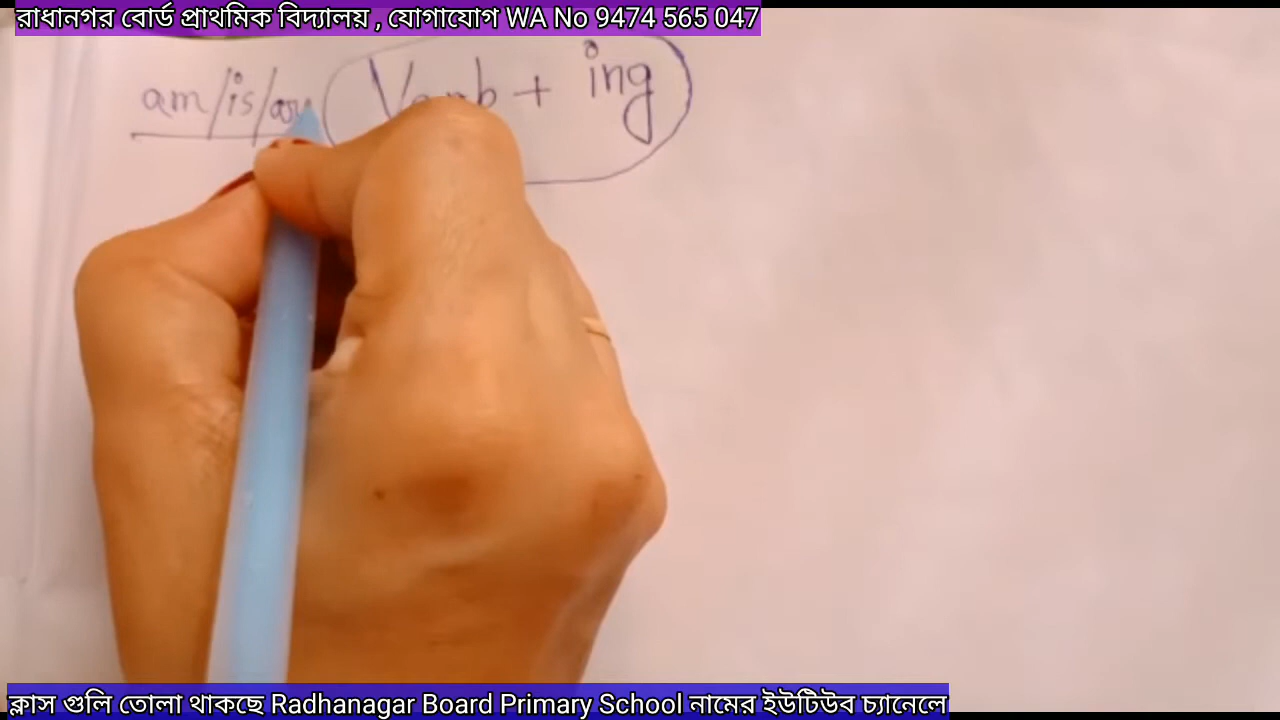 রাধানগর বোর্ড প্রাথমিক বিদ্যালয় , যোগাযোগ WA No 9474 565 047
am/is/are Verb + ing
ক্লাস গুলি তোলা থাকছে Radhanagar Board Primary School নামের ইউটিউব চ্যানেলে